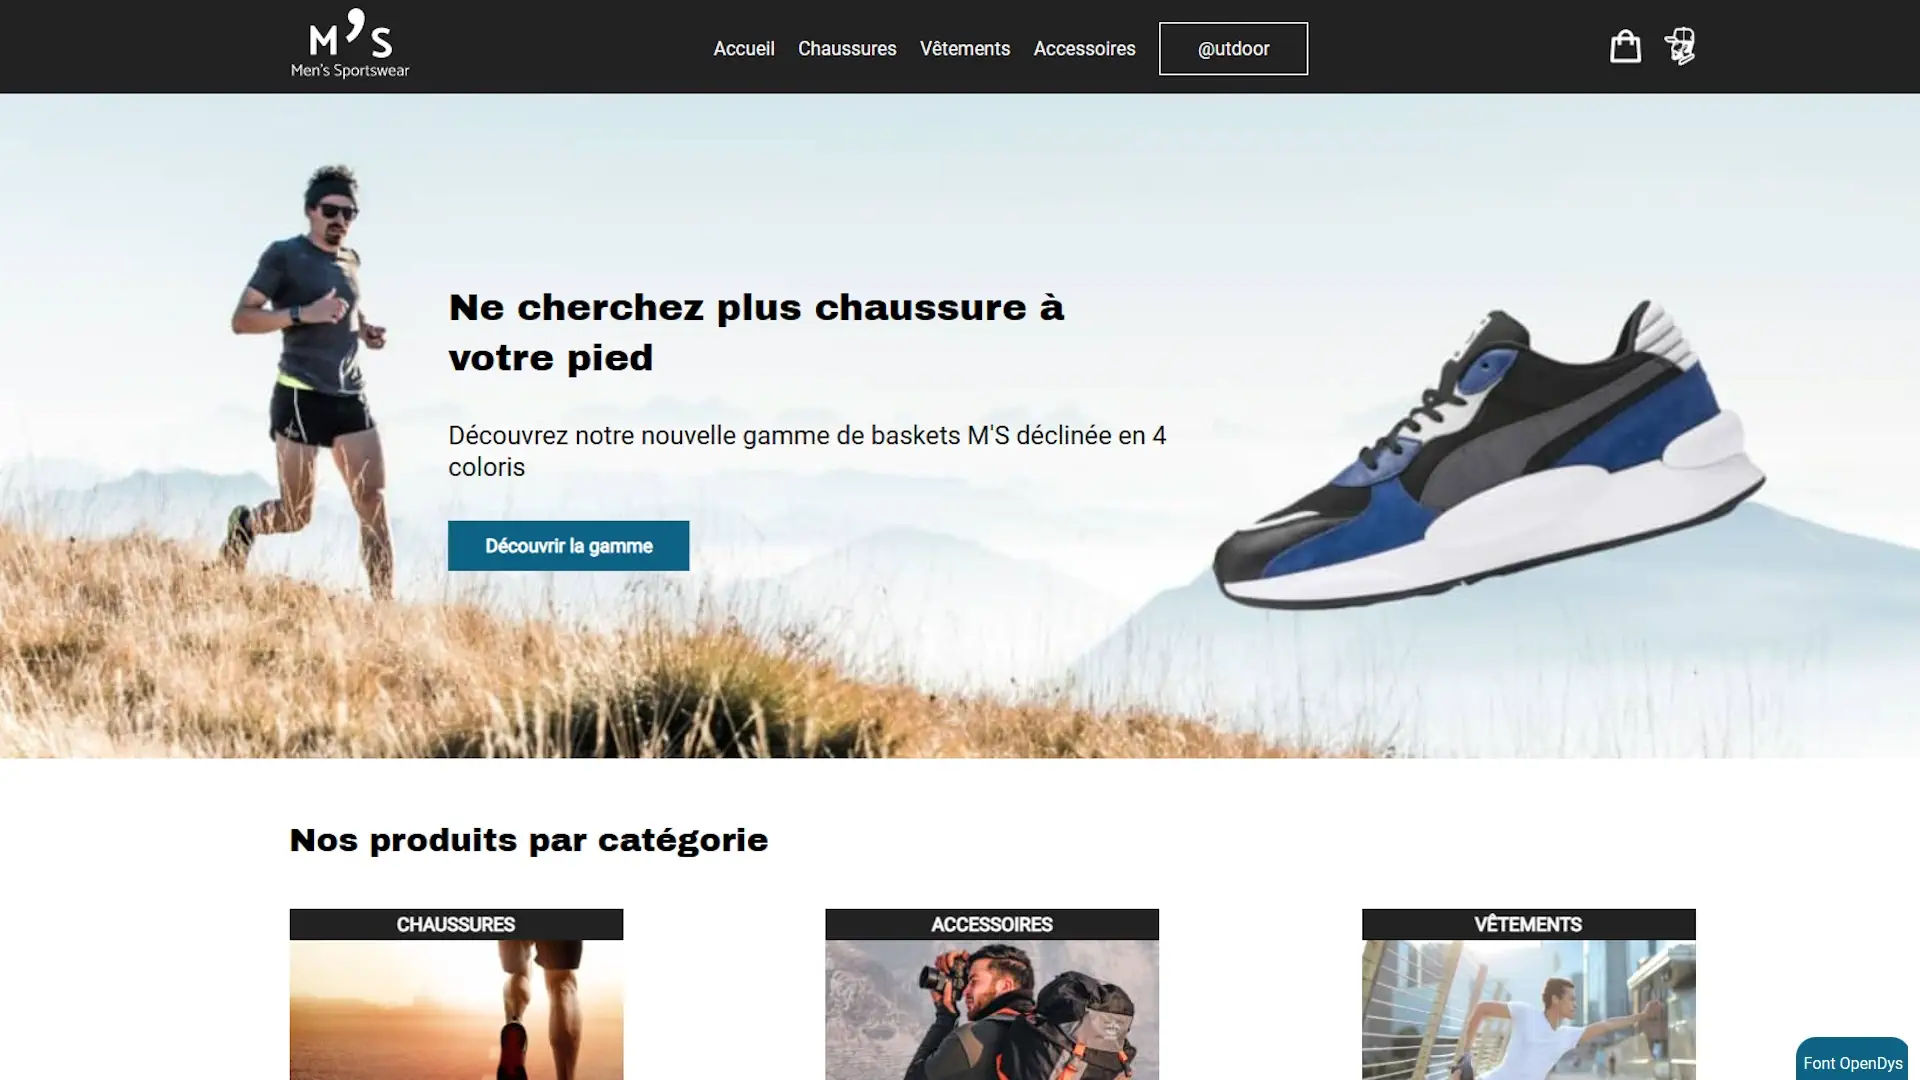 M's
Men's Sportswear
Accueil
Chaussures
Vêtements
Accessoires
@utdoor
Ne cherchez plus chaussure à
votre pied
Découvrez notre nouvelle gamme de baskets M'S déclinée en 4
coloris
Découvrir la gamme
Nos produits par catégorie
CHAUSSURES
ACCESSOIRES
VÊTEMENTS
Font OpenDys